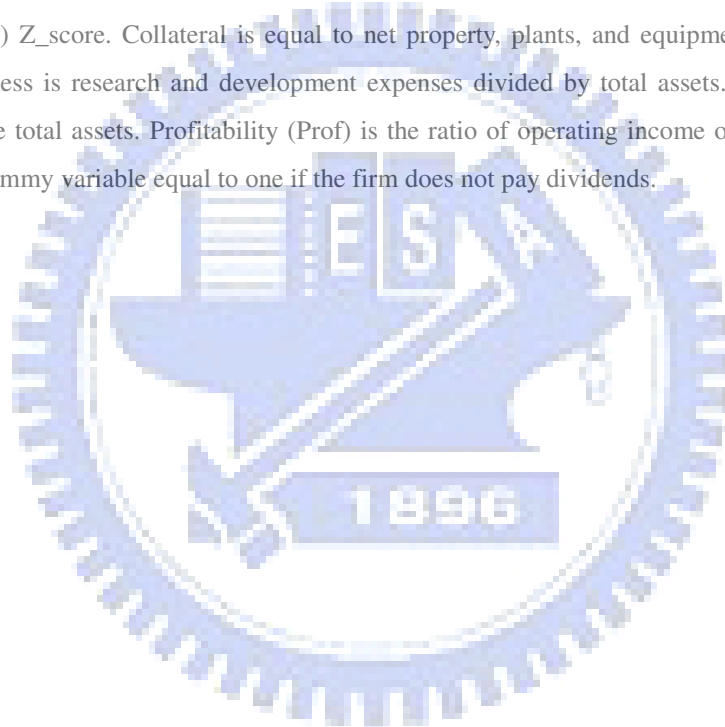 ) Z_score. Collateral is equal to net property, plants, and equipme
ess is research and development expenses divided by total assets.
e total assets. Profitability (Prof) is the ratio of operating income o
mmy variable equal to one if the firm does not pay dividends.
E S A
1896